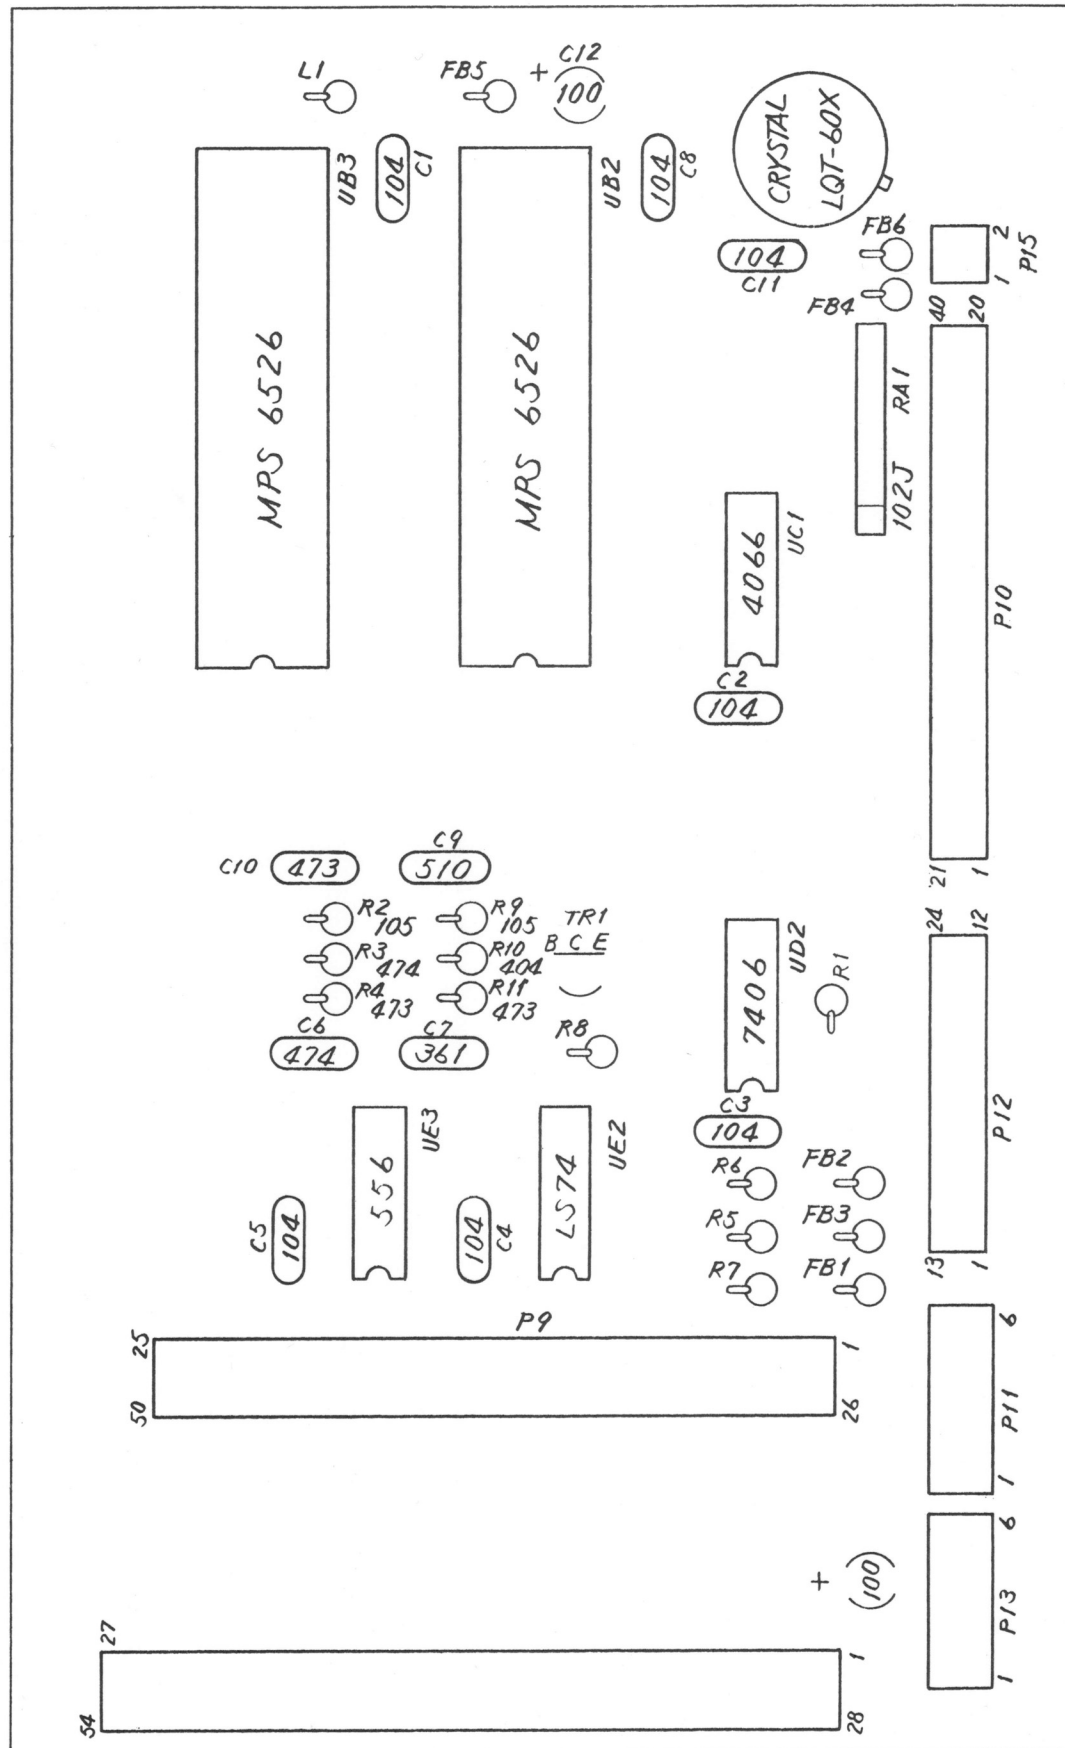 L1
FB5
+
C12
100
CRYSTAL
LQT-60X
UB3
104
C1
UB2
104
C8
MPS 6526
MPS 6526
104
C11
FB6
FB4
2
1
P15
40
20
RA1
102J
4066
UC1
P10
C2
104
21
1
C10
473
C9
510
R2
105
R9
105
R3
474
R10
404
R4
473
R11
473
TR1
B C E
C6
474
C7
361
R8
7406
UD2
R1
24
12
P12
C3
104
556
UE3
LS74
UE2
C5
104
104
C4
R6
FB2
R5
FB3
R7
FB1
13
1
P9
25
1
50
26
6
P11
1
+
100
6
P13
1
27
1
54
28